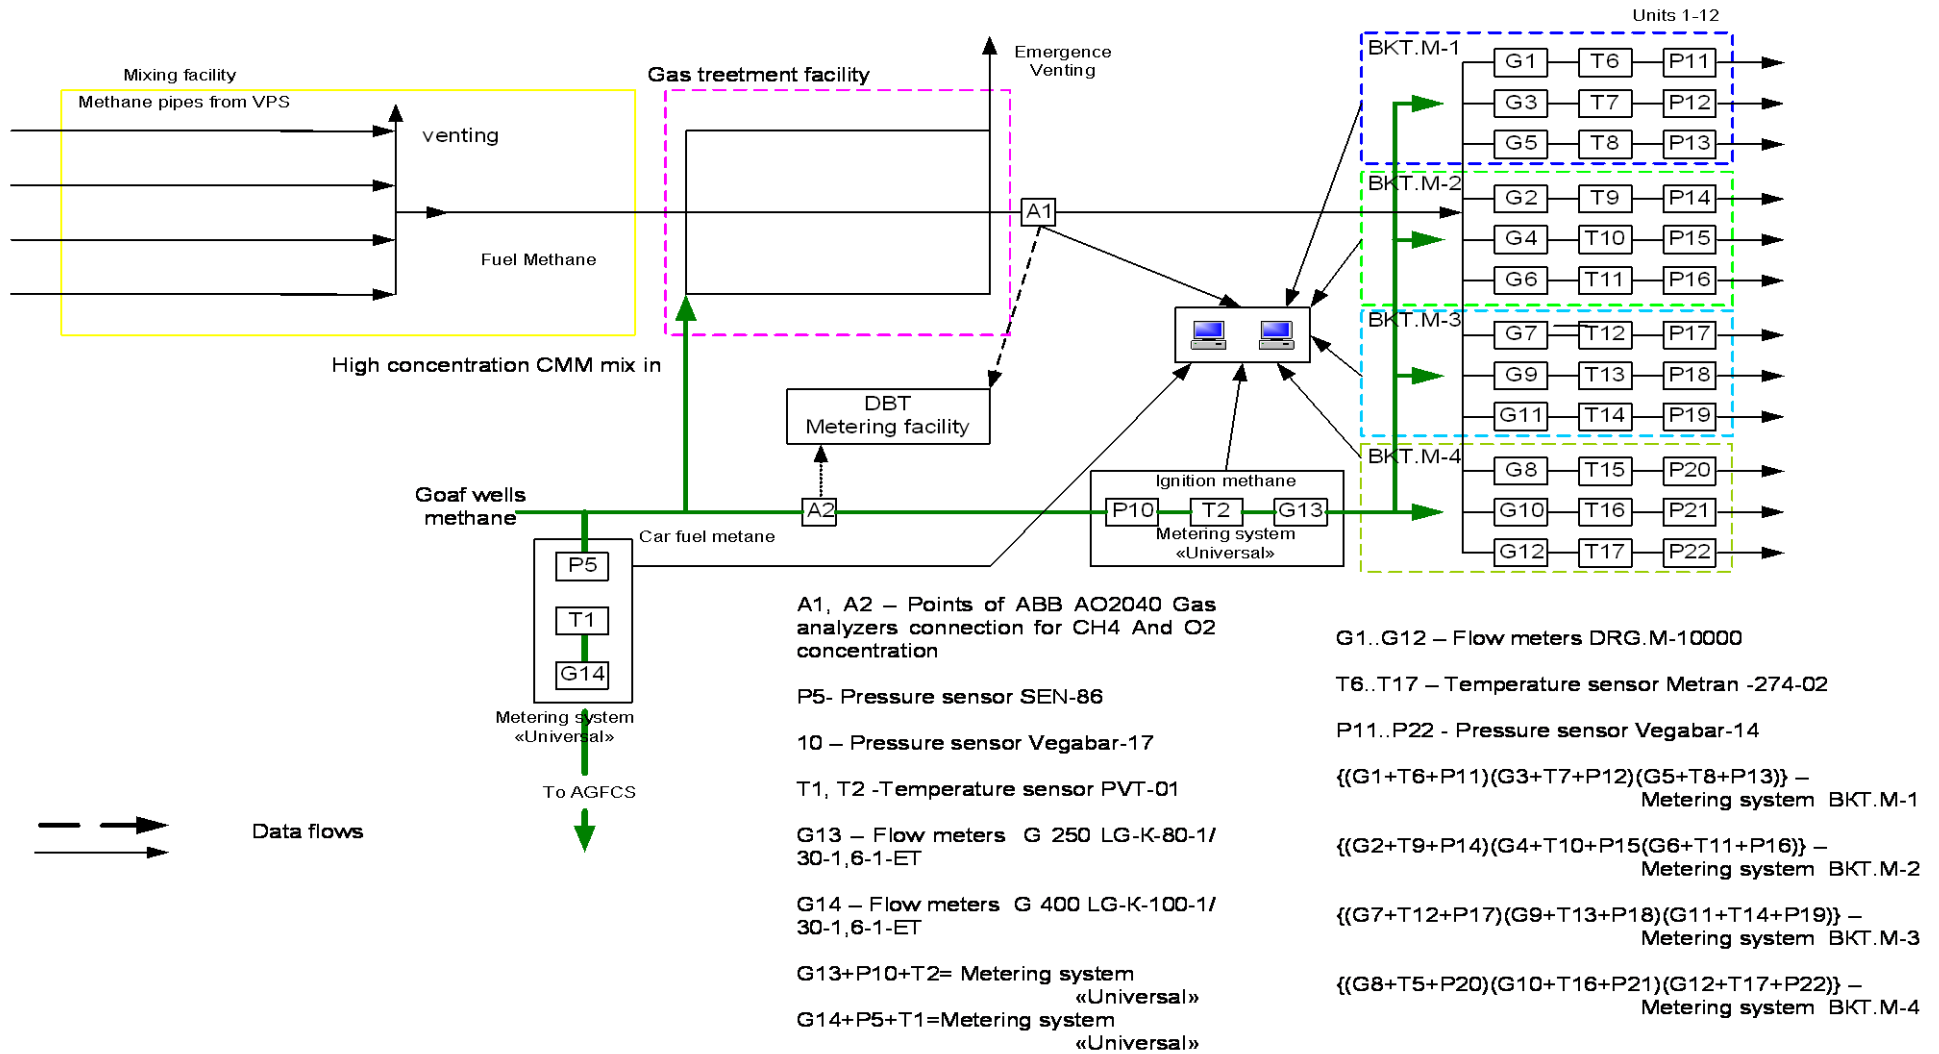 Units 1-12
Mixing facility
Methane pipes from VPS
venting
Fuel Methane
Gas treetment facility
Emergence
Venting
A1
BKT.M-1
G1 T6 P11
G3 T7 P12
G5 T8 P13
BKT.M-2
G2 T9 P14
G4 T10 P15
G6 T11 P16
BKT.M-3
G7 T12 P17
G9 T13 P18
G11 T14 P19
BKT.M-4
G8 T15 P20
G10 T16 P21
G12 T17 P22
High concentration CMM mix in
DBT
Metering facility
Goaf wells
methane
A2
Car fuel metane
Ignition methane
P10 T2 G13
Metering system
«Universal»
P5
T1
G14
Metering system
«Universal»
To AGFCS
Data flows
A1, A2 – Points of ABB AO2040 Gas
analyzers connection for CH4 And O2
concentration
P5- Pressure sensor SEN-86
10 – Pressure sensor Vegabar-17
T1, T2 -Temperature sensor PVT-01
G13 – Flow meters G 250 LG-K-80-1/
30-1,6-1-ET
G14 – Flow meters G 400 LG-K-100-1/
30-1,6-1-ET
G13+P10+T2= Metering system
«Universal»
G14+P5+T1=Metering system
«Universal»
G1..G12 – Flow meters DRG.M-10000
T6..T17 – Temperature sensor Metran -274-02
P11..P22 - Pressure sensor Vegabar-14
{(G1+T6+P11)(G3+T7+P12)(G5+T8+P13)} –
Metering system BKT.M-1
{(G2+T9+P14)(G4+T10+P15(G6+T11+P16)} –
Metering system BKT.M-2
{(G7+T12+P17)(G9+T13+P18)(G11+T14+P19)} –
Metering system BKT.M-3
{(G8+T5+P20)(G10+T16+P21)(G12+T17+P22)} –
Metering system BKT.M-4